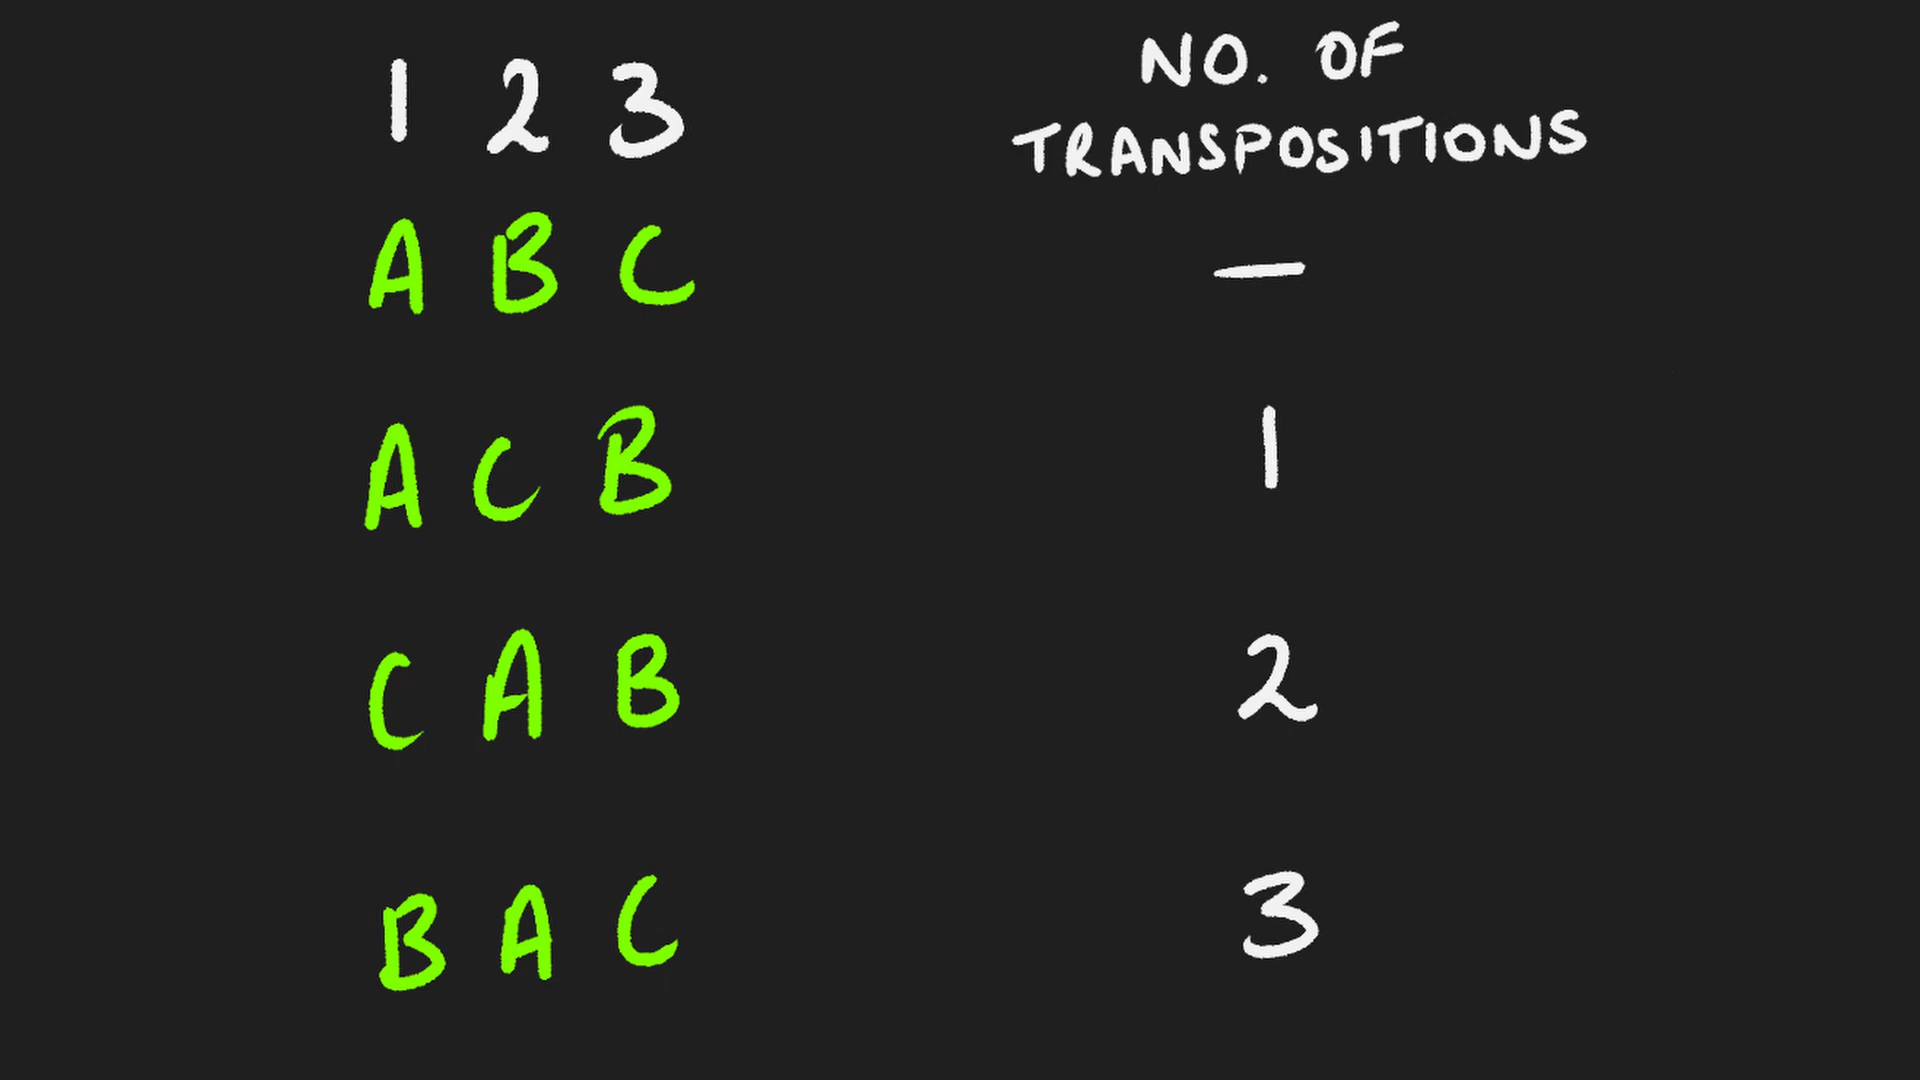 1 2 3
NO. OF
TRANSPOSITIONS
A B C
—
A C B
1
C A B
2
B A C
3